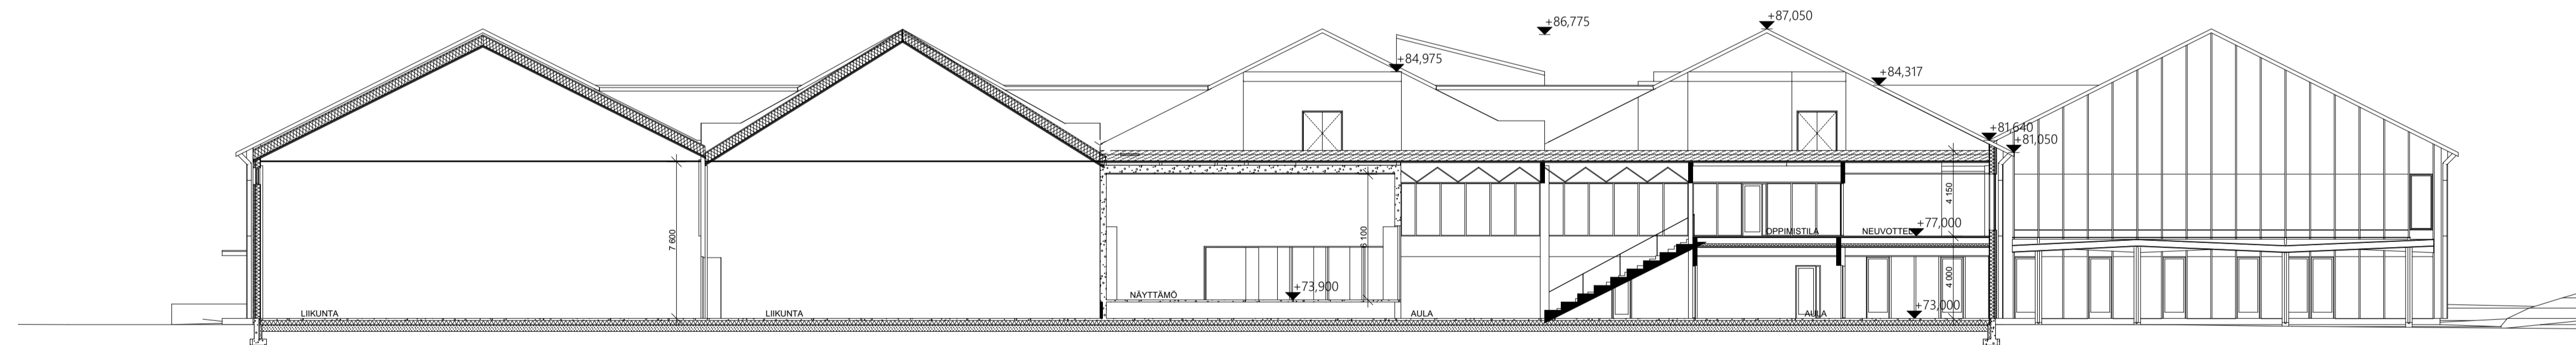 +87,050
+86,775
+84,975
+84,317
+81,640
+81,050
4 150
+77,000
OPPIMISTILA
NEUVOTTELU
7 600
6 100
4 000
NÄYTTÄMÖ
+73,900
+73,000
LIIKUNTA
LIIKUNTA
AULA
AULA